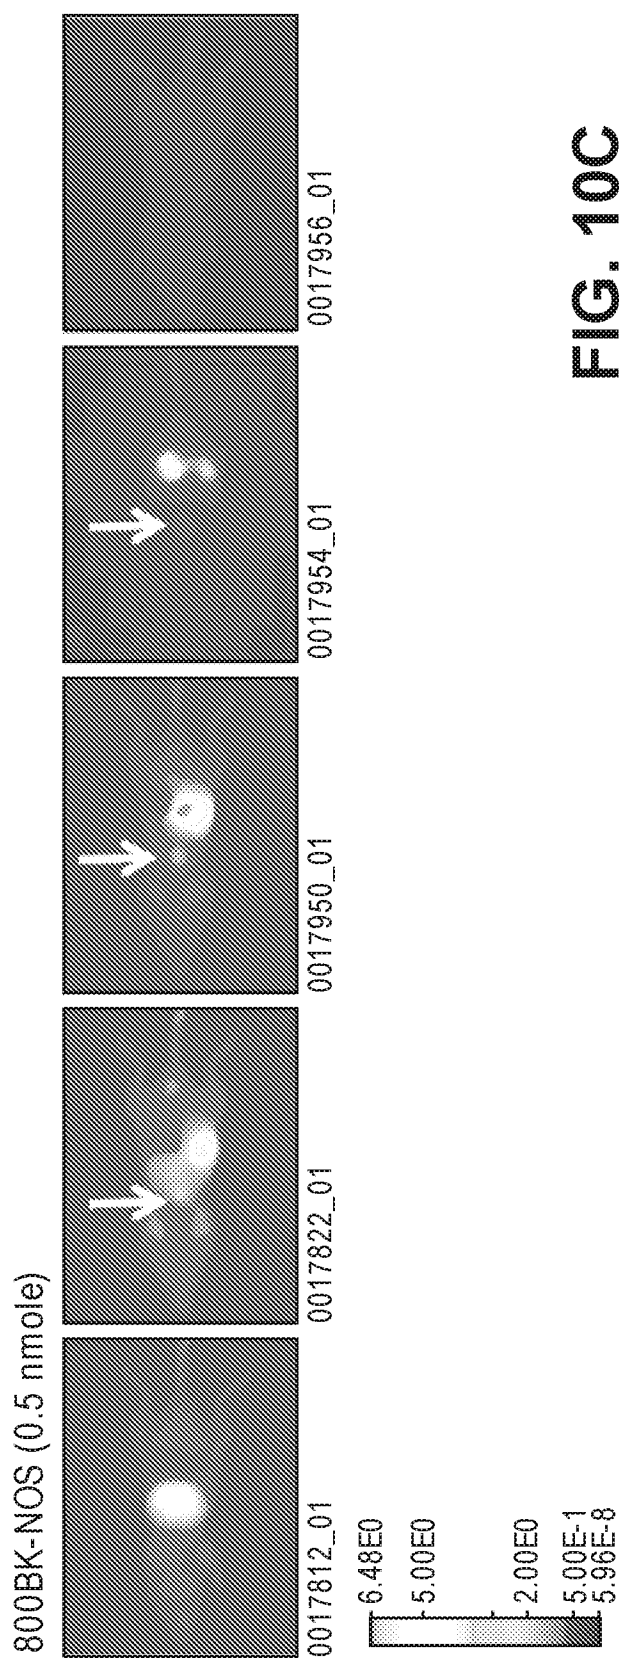 800BK-NOS (0.5 nmole)
0017812_01
0017822_01
0017950_01
0017954_01
0017956_01
6.48E0
5.00E0
2.00E0
5.00E-1
5.96E-8
FIG. 10C